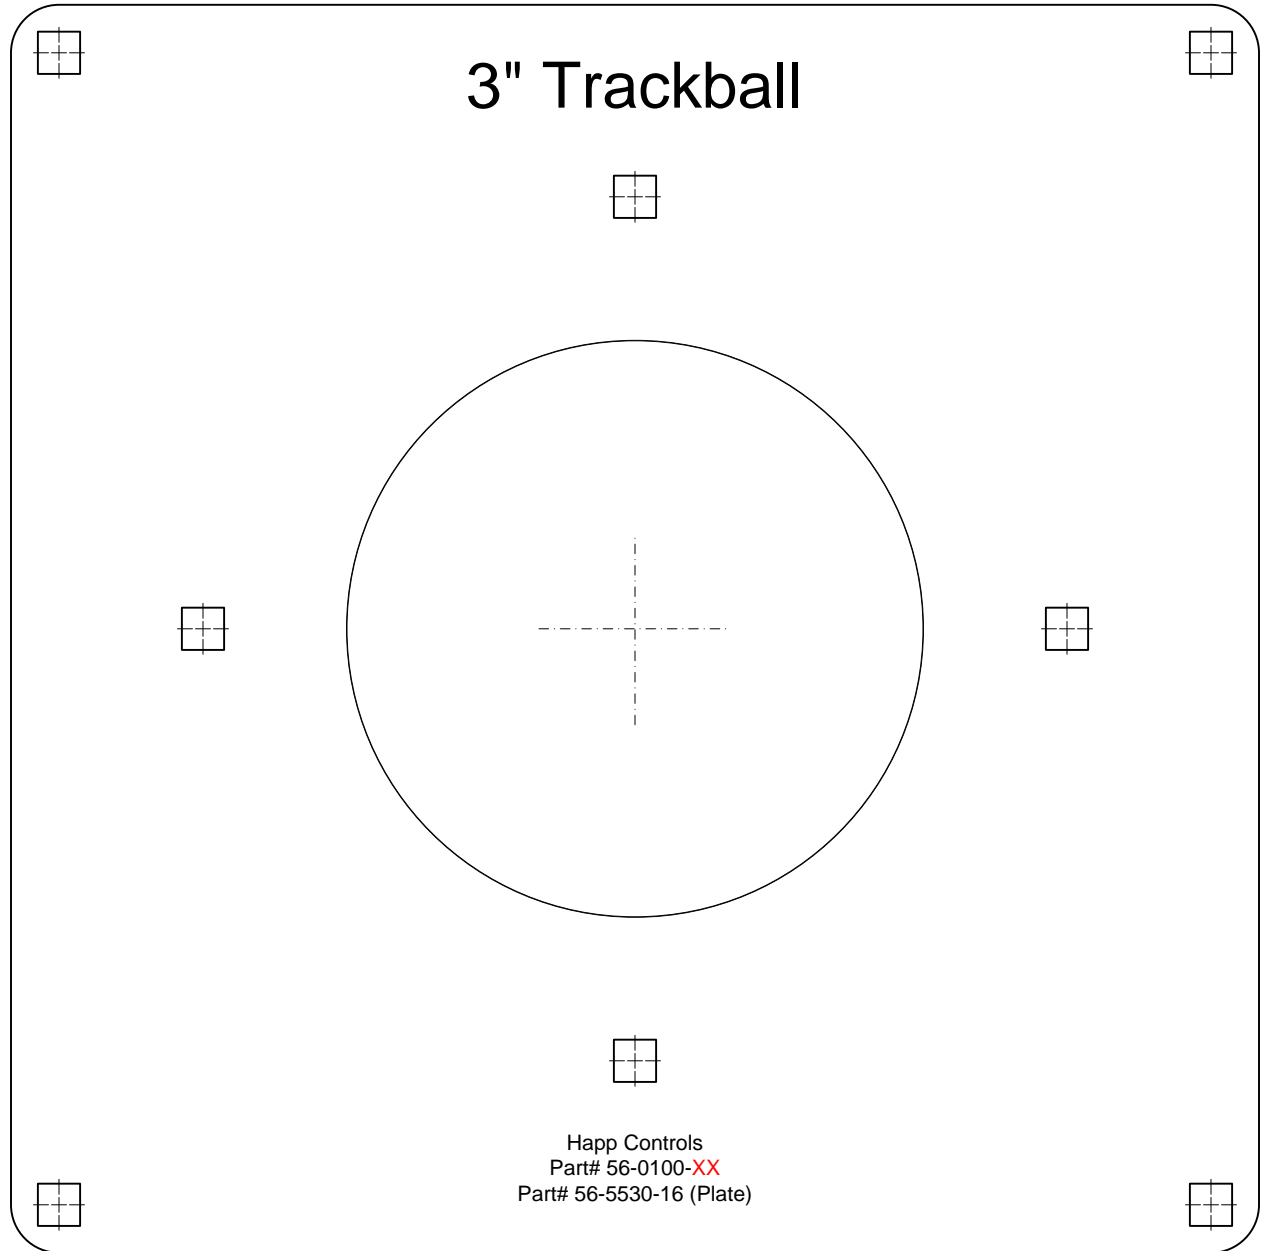 3" Trackball
Happ Controls
Part# 56-0100-XX
Part# 56-5530-16 (Plate)